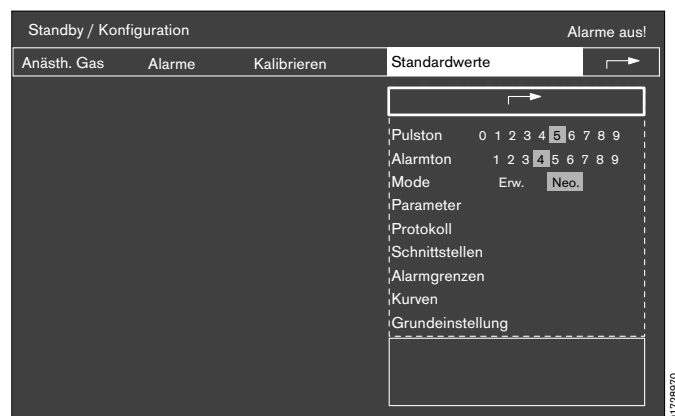 Standby / Konfiguration Alarme aus!
Anästh. Gas Alarme Kalibrieren Standardwerte
Pulston 0 1 2 3 4 5 6 7 8 9
Alarmton 1 2 3 4 5 6 7 8 9
Mode Erw. Neo.
Parameter
Protokoll
Schnittstellen
Alarmgrenzen
Kurven
Grundeinstellung
1728970